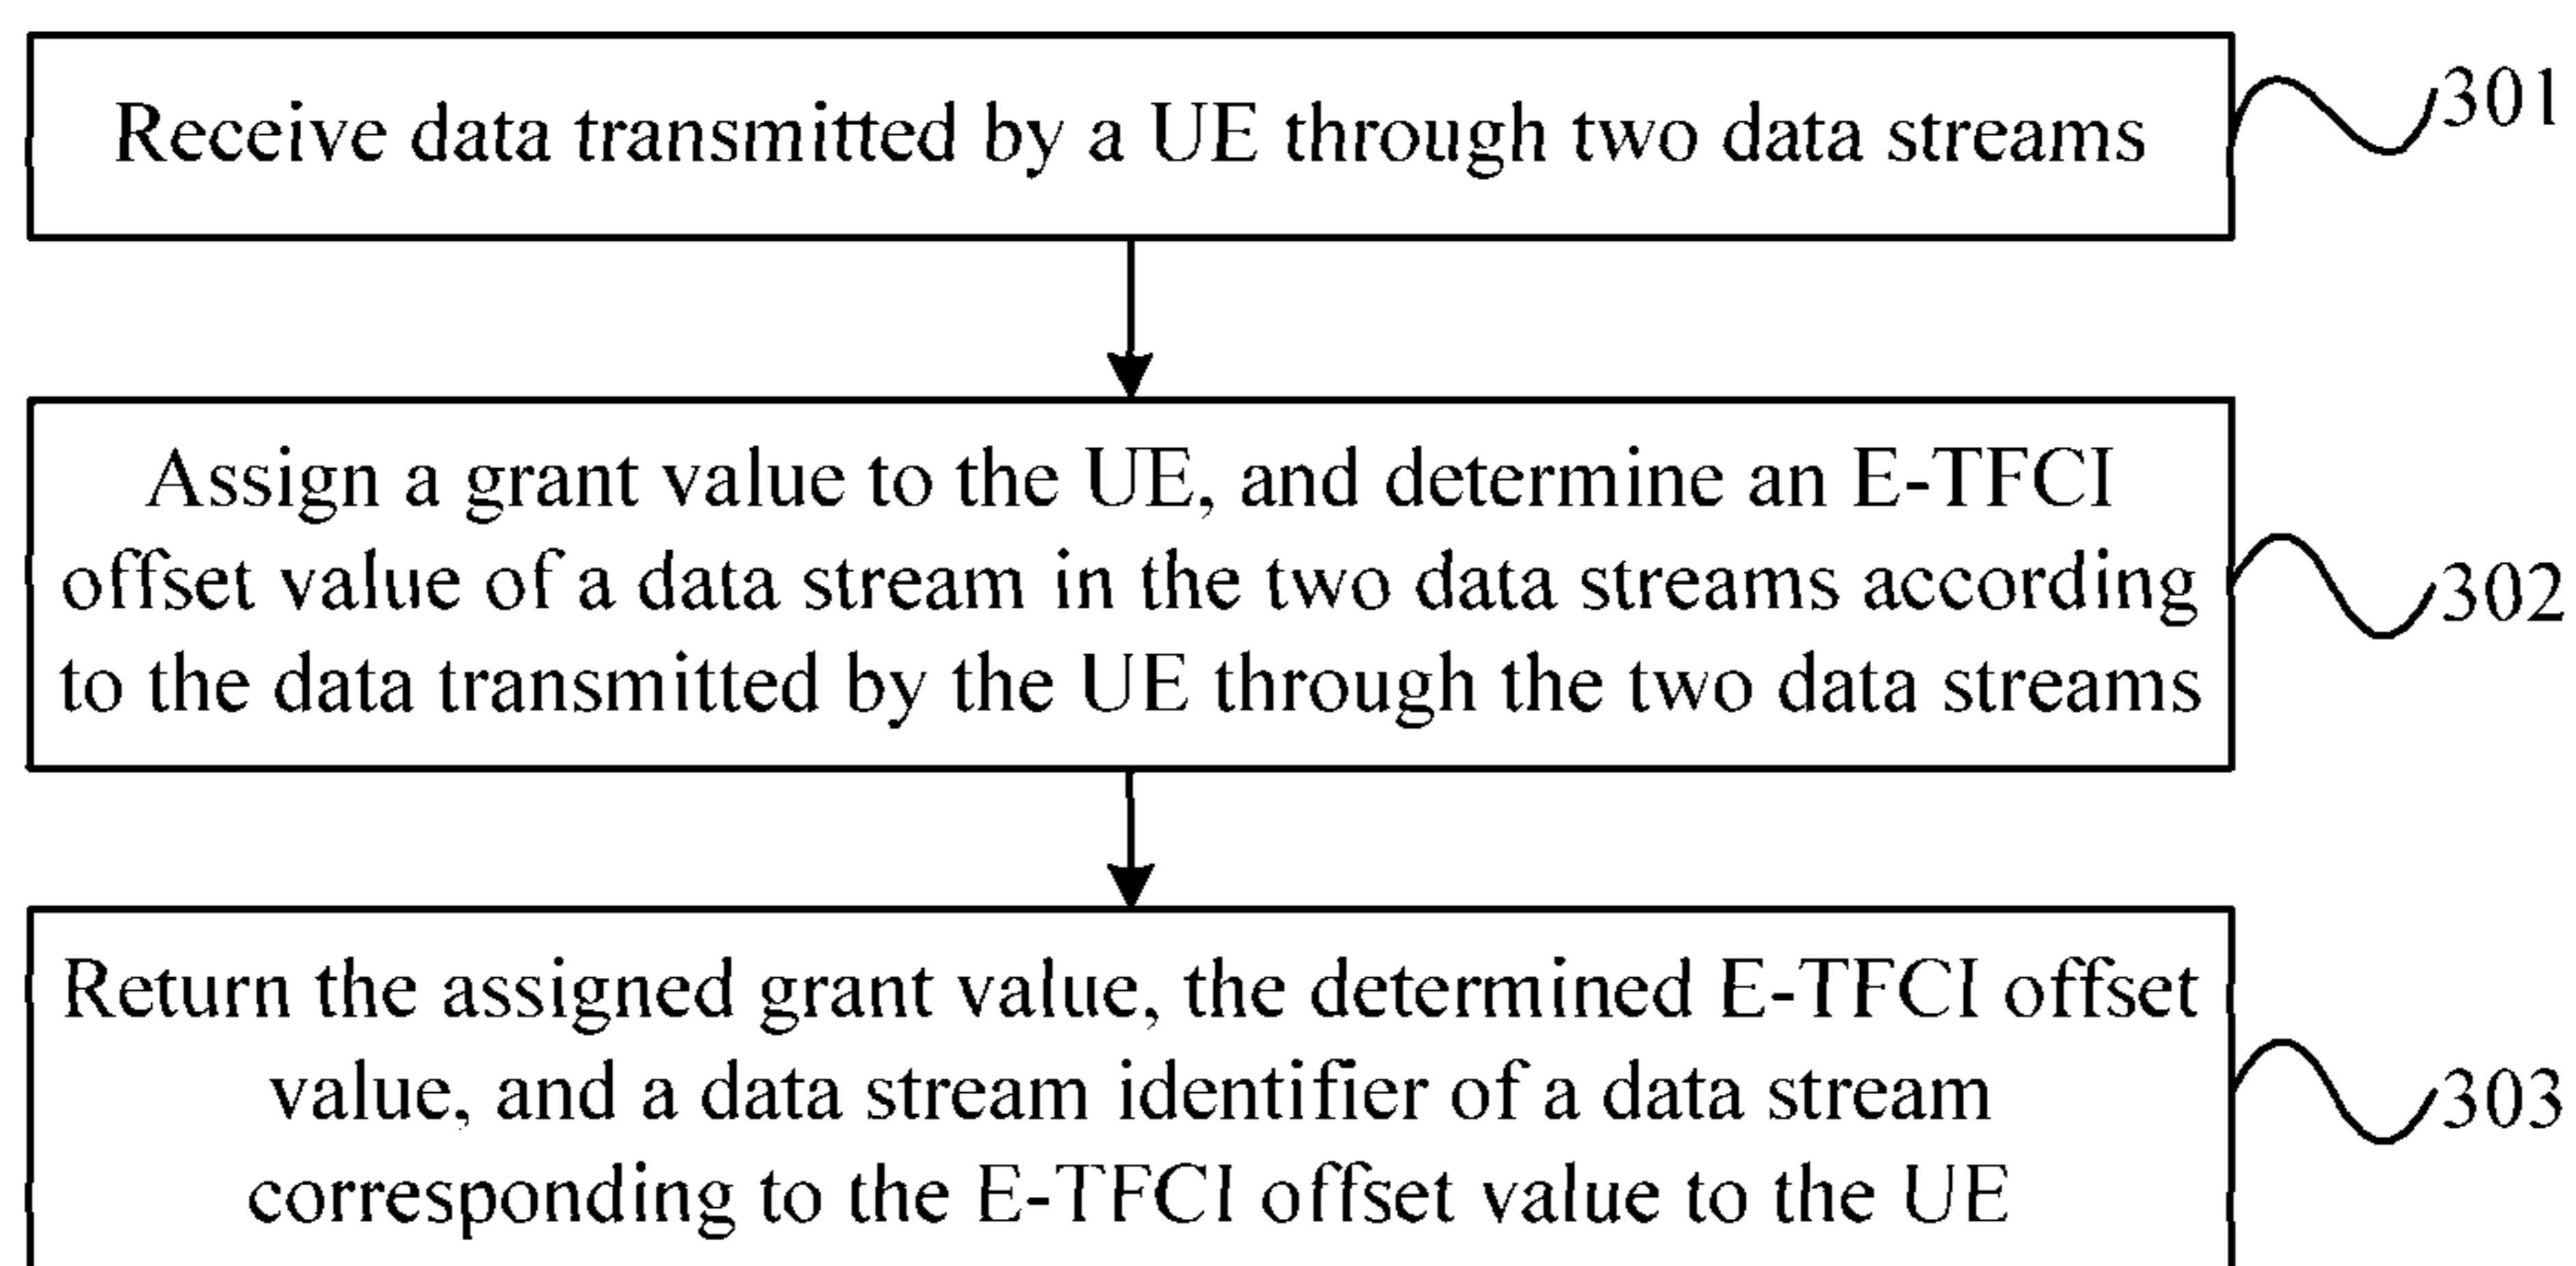 Receive data transmitted by a UE through two data streams
301
Assign a grant value to the UE, and determine an E-TFCI
offset value of a data stream in the two data streams according
to the data transmitted by the UE through the two data streams
302
Return the assigned grant value, the determined E-TFCI offset
value, and a data stream identifier of a data stream
corresponding to the E-TFCI offset value to the UE
303